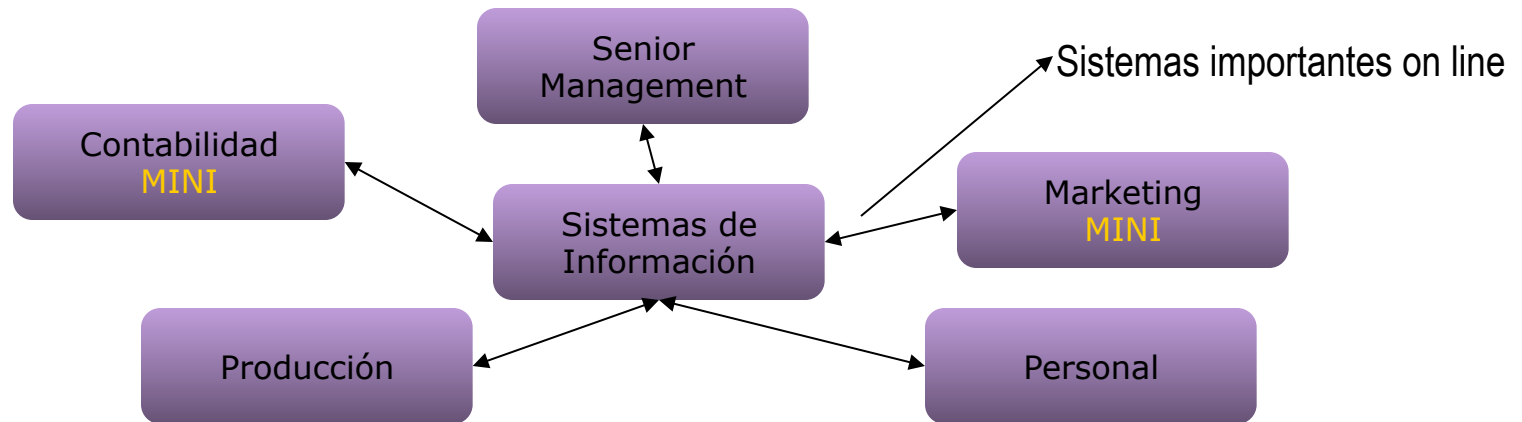 Senior
Management
Sistemas importantes on line
Contabilidad
MINI
Marketing
MINI
Sistemas de
Información
Producción
Personal